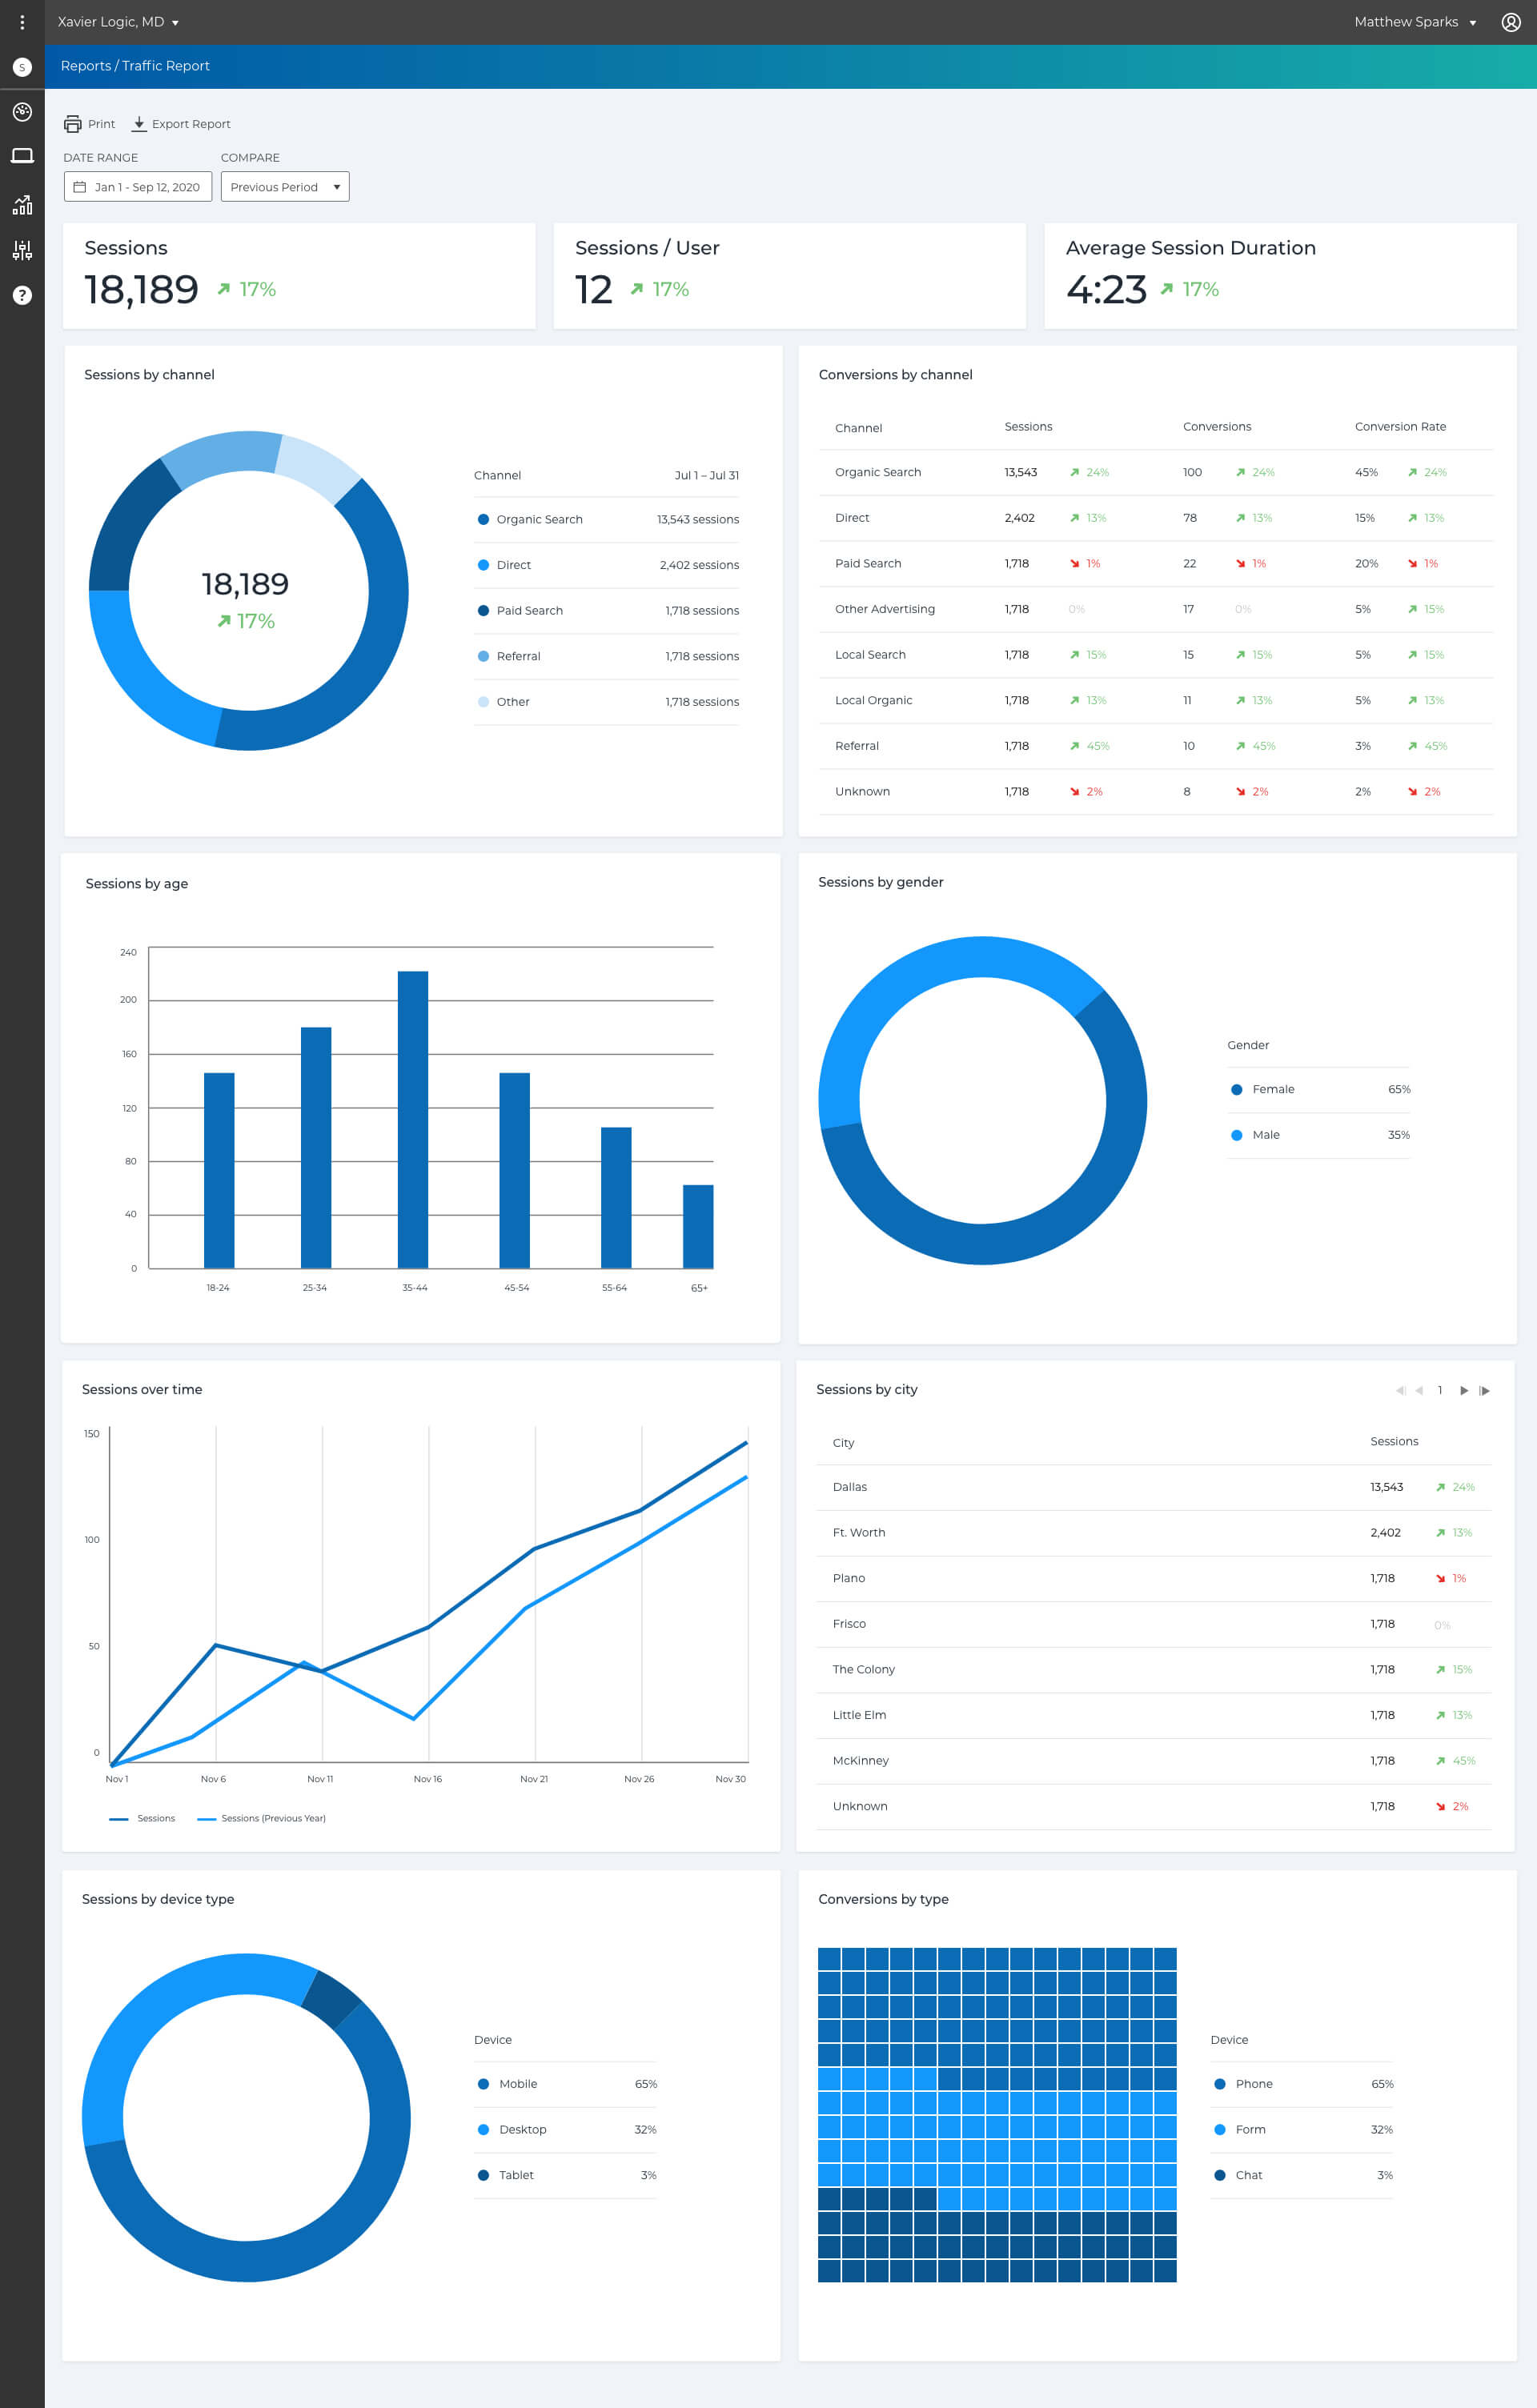 Xavier Logic, MD
Matthew Sparks
S
Reports / Traffic Report
Print
Export Report
DATE RANGE
COMPARE
Jan 1 - Sep 12, 2020
Previous Period
?
Sessions
18,189 17%
Sessions / User
12 17%
Average Session Duration
4:23 17%
Sessions by channel
18,189
17%
Channel Jul 1 – Jul 31
Organic Search 13,543 sessions
Direct 2,402 sessions
Paid Search 1,718 sessions
Referral 1,718 sessions
Other 1,718 sessions
Conversions by channel
Channel Sessions Conversions Conversion Rate
Organic Search 13,543 24% 100 24% 45% 24%
Direct 2,402 13% 78 13% 15% 13%
Paid Search 1,718 1% 22 1% 20% 1%
Other Advertising 1,718 0% 17 0% 5% 15%
Local Search 1,718 15% 15 15% 5% 15%
Local Organic 1,718 13% 11 13% 5% 13%
Referral 1,718 45% 10 45% 3% 45%
Unknown 1,718 2% 8 2% 2% 2%
Sessions by age
240
200
160
120
80
40
0
18-24 25-34 35-44 45-54 55-64 65+
Sessions by gender
Gender
Female 65%
Male 35%
Sessions over time
150
100
50
0
Nov 1 Nov 6 Nov 11 Nov 16 Nov 21 Nov 26 Nov 30
Sessions Sessions (Previous Year)
Sessions by city
1
City Sessions
Dallas 13,543 24%
Ft. Worth 2,402 13%
Plano 1,718 1%
Frisco 1,718 0%
The Colony 1,718 15%
Little Elm 1,718 13%
McKinney 1,718 45%
Unknown 1,718 2%
Sessions by device type
Device
Mobile 65%
Desktop 32%
Tablet 3%
Conversions by type
Device
Phone 65%
Form 32%
Chat 3%